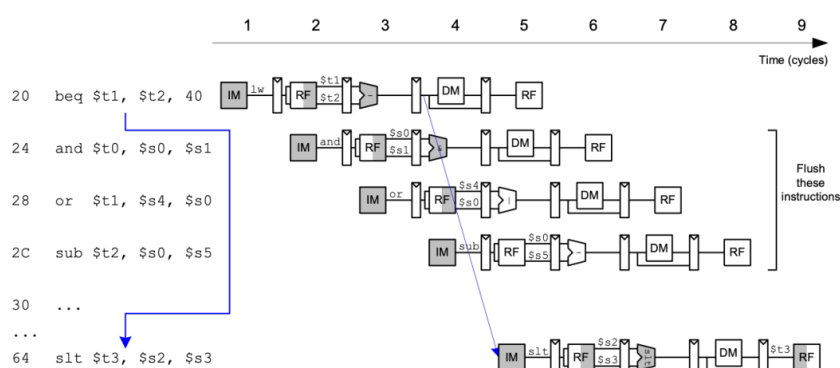 1 2 3 4 5 6 7 8 9
Time (cycles)
20 beq $t1, $t2, 40 IM lw RF $t1 $t2 - DM RF
24 and $t0, $s0, $s1 IM and RF $s0 $s1 & DM RF
28 or $t1, $s4, $s0 IM or RF $s4 $s0 | DM RF
2C sub $t2, $s0, $s5 IM sub RF $s0 $s5 - DM RF
Flush
these
instructions
30 ...
...
64 slt $t3, $s2, $s3 IM slt RF $s2 $s3 slt DM $t3 RF